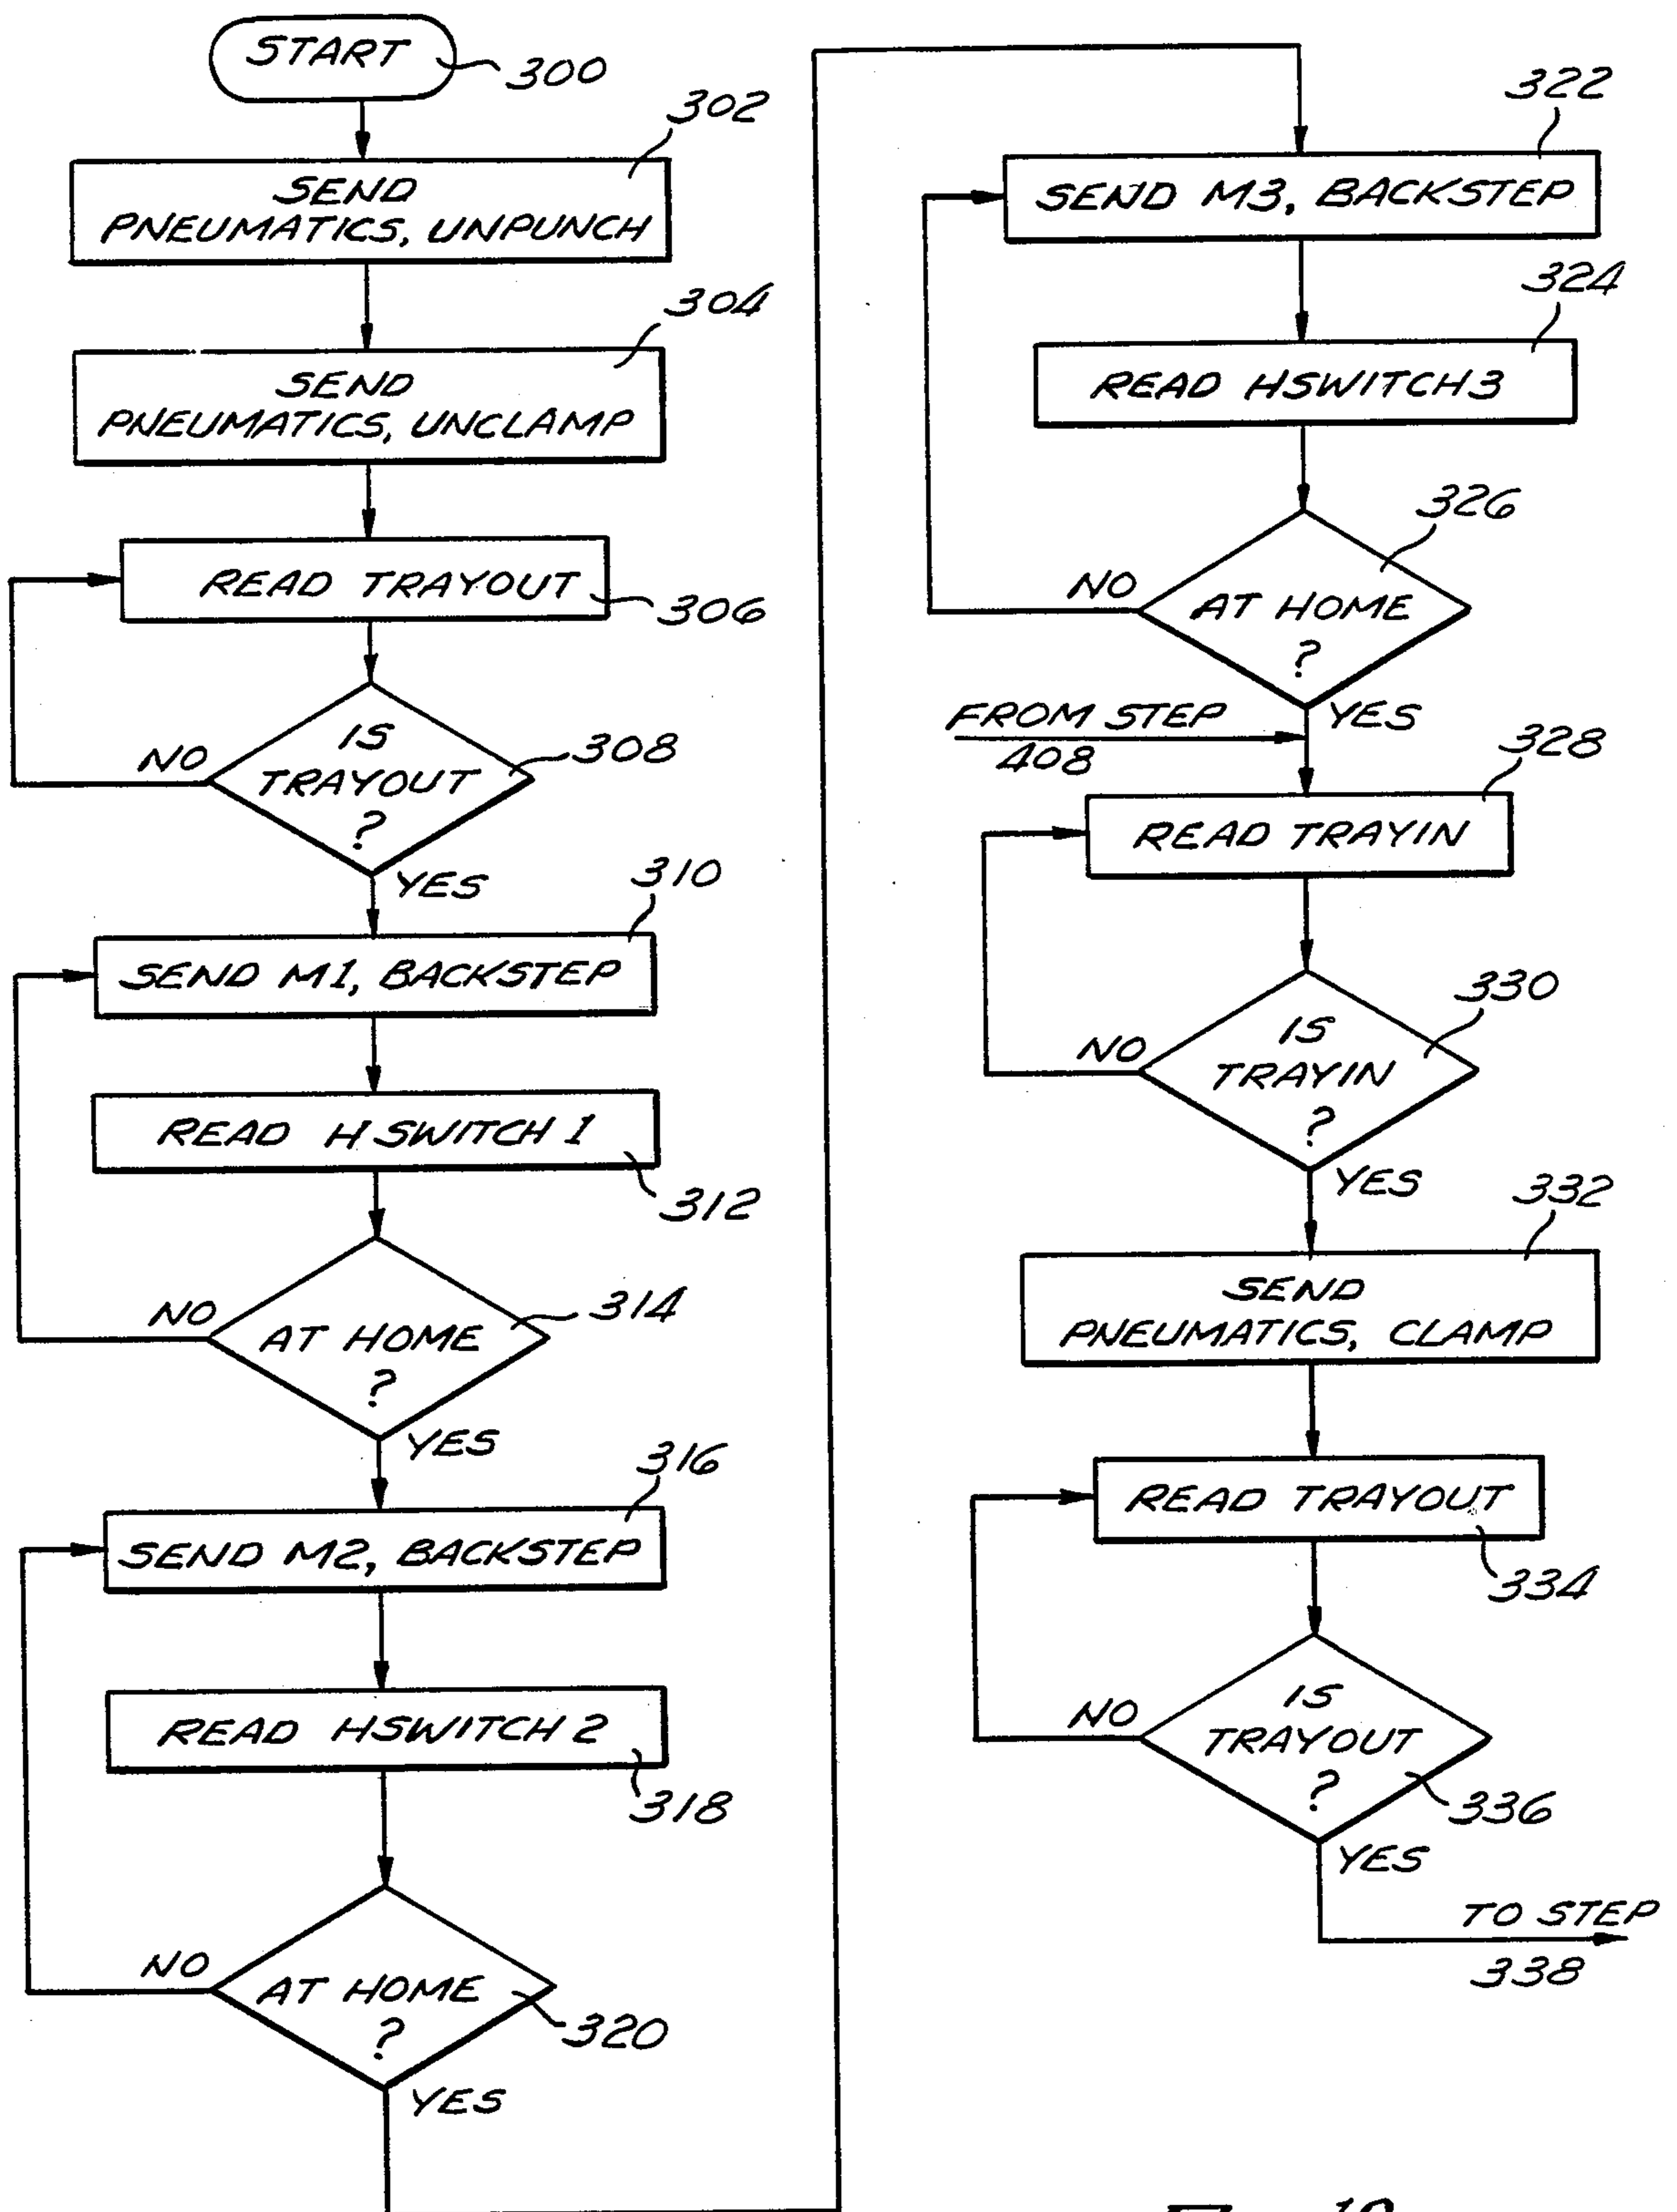 START
300
302
SEND
PNEUMATICS, UNPUNCH
304
SEND
PNEUMATICS, UNCLAMP
READ TRAYOUT
306
IS
TRAYOUT
?
308
NO
YES
310
SEND M1, BACKSTEP
READ HSWITCH 1
312
314
NO
AT HOME
?
YES
316
SEND M2, BACKSTEP
READ HSWITCH 2
318
NO
AT HOME
?
320
YES
322
SEND M3, BACKSTEP
324
READ HSWITCH 3
326
NO
AT HOME
?
YES
FROM STEP
408
328
READ TRAYIN
330
IS
TRAYIN
?
NO
YES
332
SEND
PNEUMATICS, CLAMP
READ TRAYOUT
334
IS
TRAYOUT
?
NO
336
YES
TO STEP
338